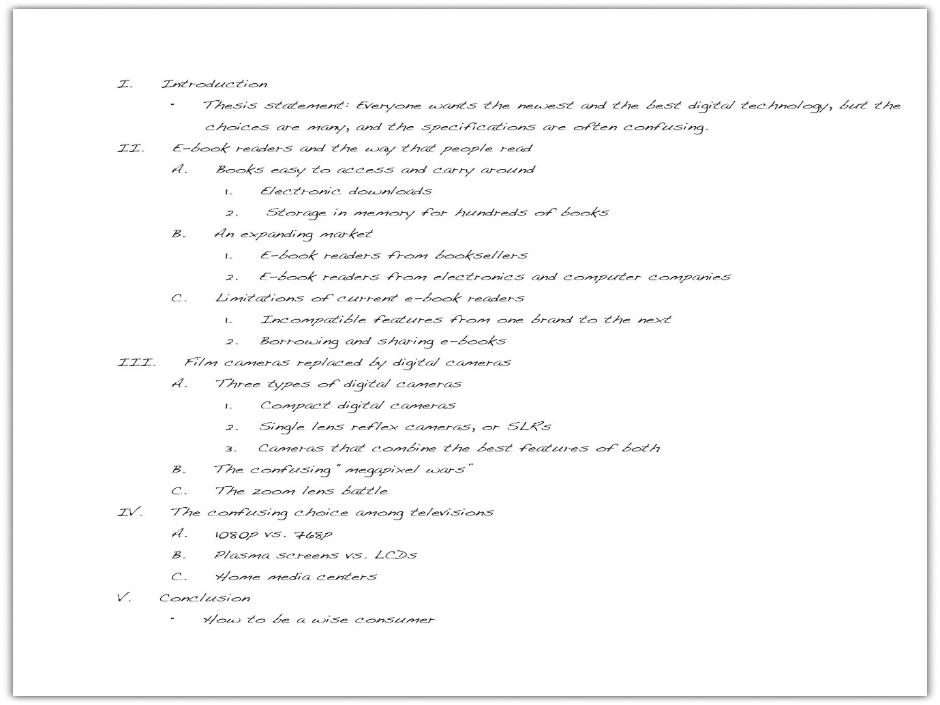 I. Introduction
- Thesis statement: Everyone wants the newest and the best digital technology, but the
choices are many, and the specifications are often confusing.
II. E-book readers and the way that people read
A. Books easy to access and carry around
1. Electronic downloads
2. Storage in memory for hundreds of books
B. An expanding market
1. E-book readers from booksellers
2. E-book readers from electronics and computer companies
C. Limitations of current e-book readers
1. Incompatible features from one brand to the next
2. Borrowing and sharing e-books
III. Film cameras replaced by digital cameras
A. Three types of digital cameras
1. Compact digital cameras
2. Single lens reflex cameras, or SLRs
3. Cameras that combine the best features of both
B. The confusing "megapixel wars"
C. The zoom lens battle
IV. The confusing choice among televisions
A. 1080p vs. 768p
B. Plasma screens vs. LCDs
C. Home media centers
V. Conclusion
- How to be a wise consumer